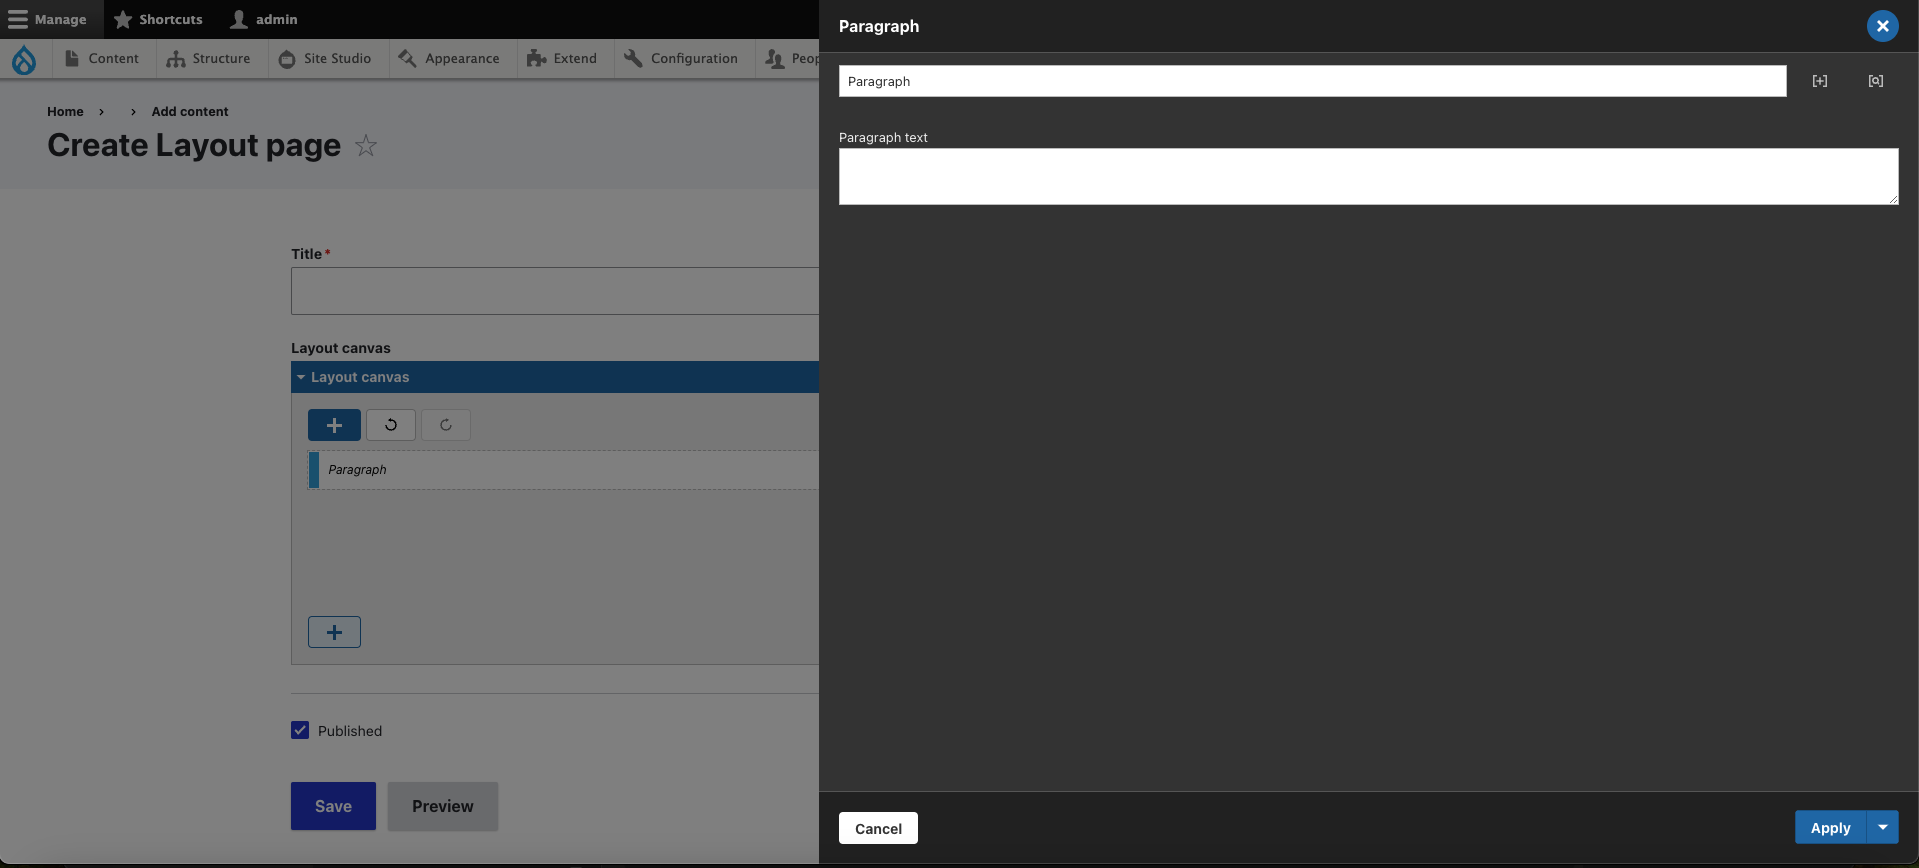 Manage
Shortcuts
admin
Content
Structure
Site Studio
Appearance
Extend
Configuration
Home
Add content
Create Layout page
Title*
Layout canvas
Layout canvas
Paragraph
Published
Save
Preview
Paragraph
Paragraph
Paragraph text
Cancel
Apply